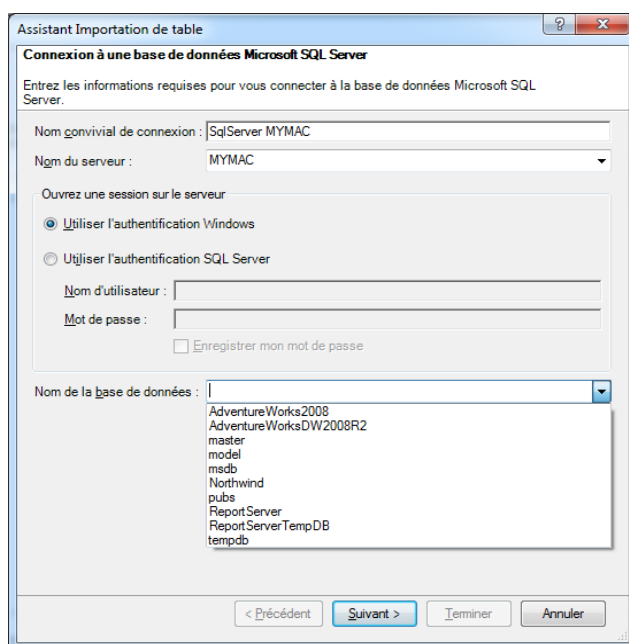 Assistant Importation de table
Connexion à une base de données Microsoft SQL Server
Entrez les informations requises pour vous connecter à la base de données Microsoft SQL
Server.
Nom convivial de connexion : SqlServer MYMAC
Nom du serveur : MYMAC
Ouvrez une session sur le serveur
Utiliser l'authentification Windows
Utiliser l'authentification SQL Server
Nom d'utilisateur :
Mot de passe :
Enregistrer mon mot de passe
Nom de la base de données :
AdventureWorks2008
AdventureWorksDW2008R2
master
model
msdb
Northwind
pubs
ReportServer
ReportServerTempDB
tempdb
< Précédent Suivant > Terminer Annuler